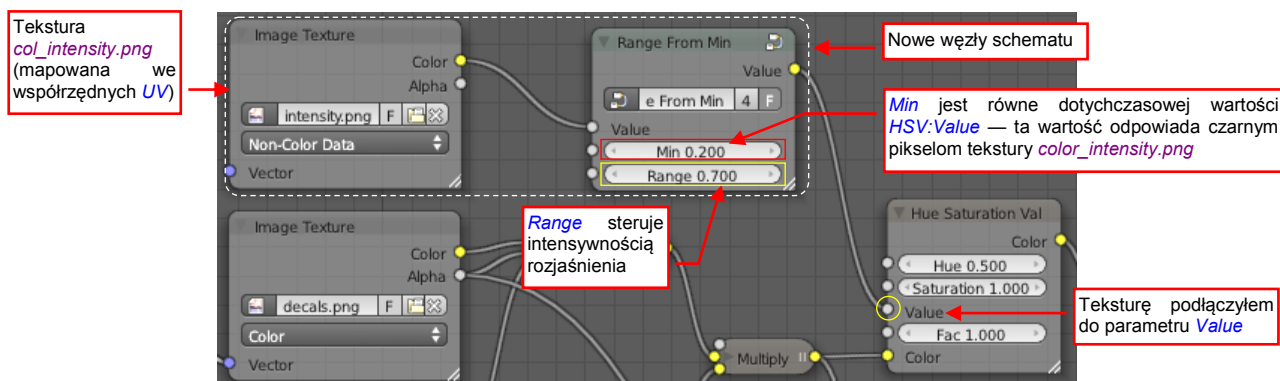 Tekstura
col_intensity.png
(mapowana we
współrzędnych UV)
Image Texture
Color
Alpha
intensity.png F
Non-Color Data
Vector
Range From Min
Value
e From Min 4 F
Value
Min 0.200
Range 0.700
Nowe węzły schematu
Min jest równe dotychczasowej wartości
HSV:Value — ta wartość odpowiada czarnym
pikselom tekstury color_intensity.png
Range steruje
intensywnością
rozjaśnienia
Image Texture
Color
Alpha
decals.png F
Color
Vector
Multiply
Hue Saturation Val
Color
Hue 0.500
Saturation 1.000
Value
Fac 1.000
Color
Teksturę podłączyłem
do parametru Value